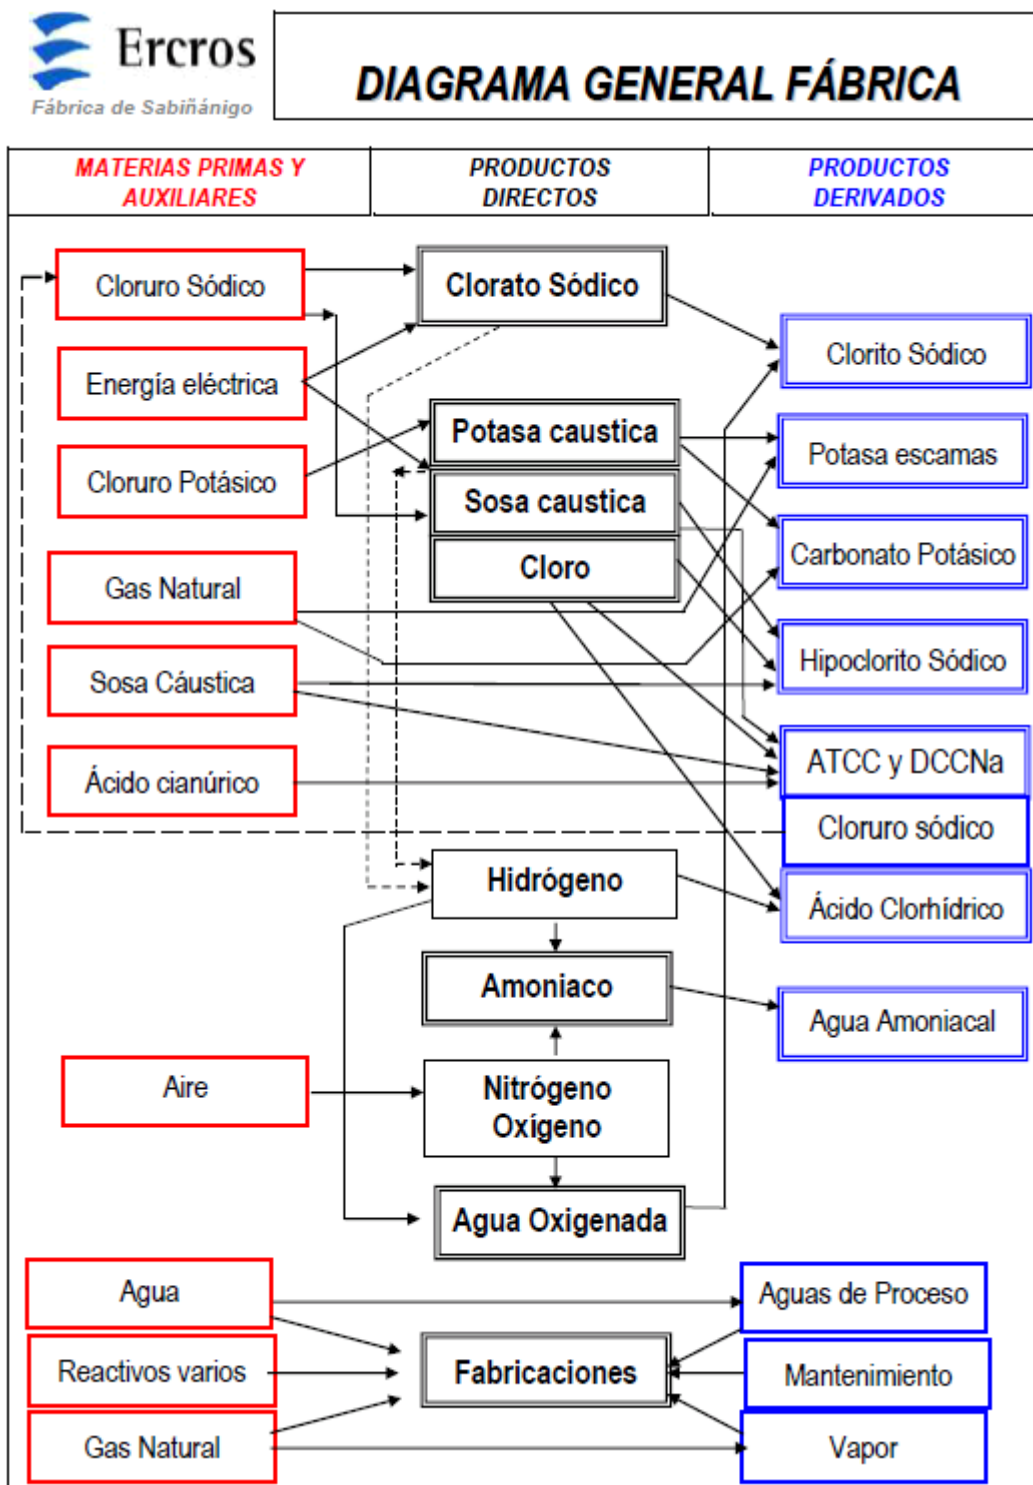 Ercros
Fábrica de Sabiñánigo
DIAGRAMA GENERAL FÁBRICA
MATERIAS PRIMAS Y
AUXILIARES
PRODUCTOS
DIRECTOS
PRODUCTOS
DERIVADOS
Cloruro Sódico
Energía eléctrica
Cloruro Potásico
Gas Natural
Sosa Cáustica
Ácido cianúrico
Aire
Agua
Reactivos varios
Gas Natural
Clorato Sódico
Potasa caustica
Sosa caustica
Cloro
Hidrógeno
Amoniaco
Nitrógeno
Oxígeno
Agua Oxigenada
Fabricaciones
Clorito Sódico
Potasa escamas
Carbonato Potásico
Hipoclorito Sódico
ATCC y DCCNa
Cloruro sódico
Ácido Clorhídrico
Agua Amoniacal
Aguas de Proceso
Mantenimiento
Vapor